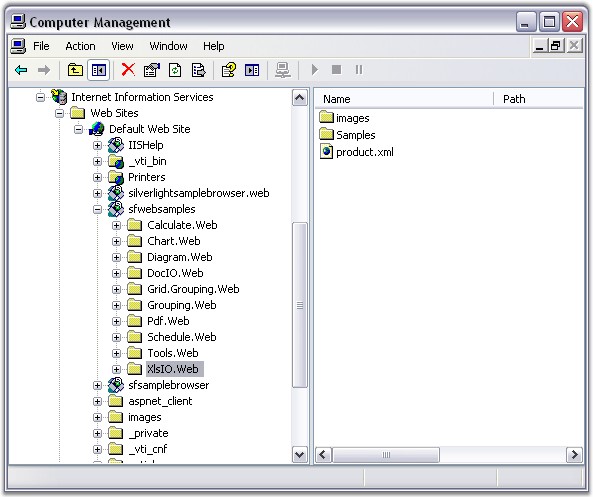 Computer Management
File Action View Window Help
Internet Information Services
Web Sites
Default Web Site
IISHelp
_vti_bin
Printers
silverlightsamplebrowser.web
sfwebsamples
Calculate.Web
Chart.Web
Diagram.Web
DocIO.Web
Grid.Grouping.Web
Grouping.Web
Pdf.Web
Schedule.Web
Tools.Web
XlsIO.Web
sfsamplebrowser
aspnet_client
images
_private
_vti_cnf
Name Path
images
Samples
product.xml